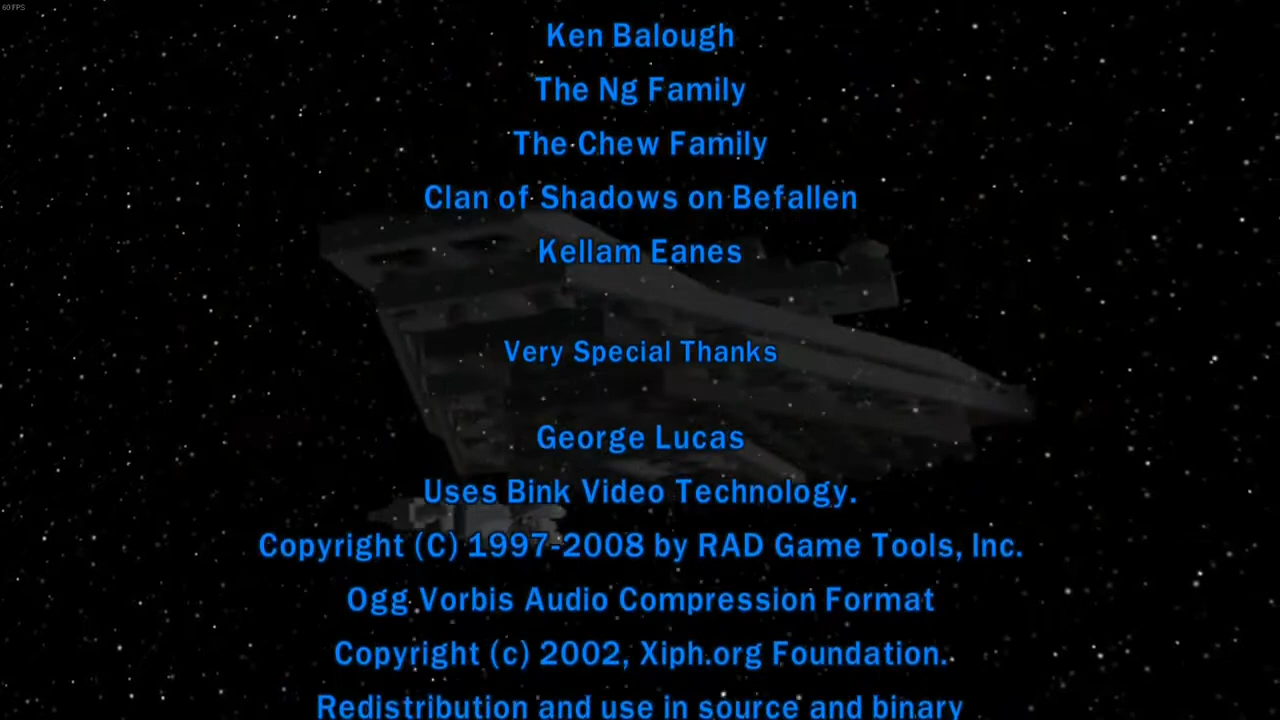 60 FPS
Ken Balough
The Ng Family
The Chew Family
Clan of Shadows on Befallen
Kellam Eanes
Very Special Thanks
George Lucas
Uses Bink Video Technology.
Copyright (C) 1997-2008 by RAD Game Tools, Inc.
Ogg Vorbis Audio Compression Format
Copyright (c) 2002, Xiph.org Foundation.
Redistribution and use in source and binary